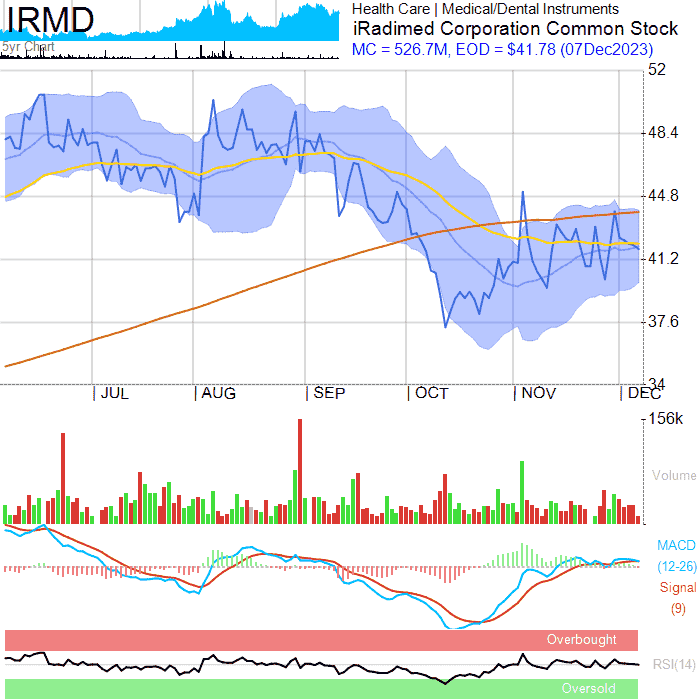 IRMD
5yr Chart
Health Care | Medical/Dental Instruments
iRadimed Corporation Common Stock
MC = 526.7M, EOD = $41.78 (07Dec2023)
52
48.4
44.8
41.2
37.6
34
JUL
AUG
SEP
OCT
NOV
DEC
156k
Volume
MACD
(12-26)
Signal
(9)
Overbought
RSI(14)
Oversold